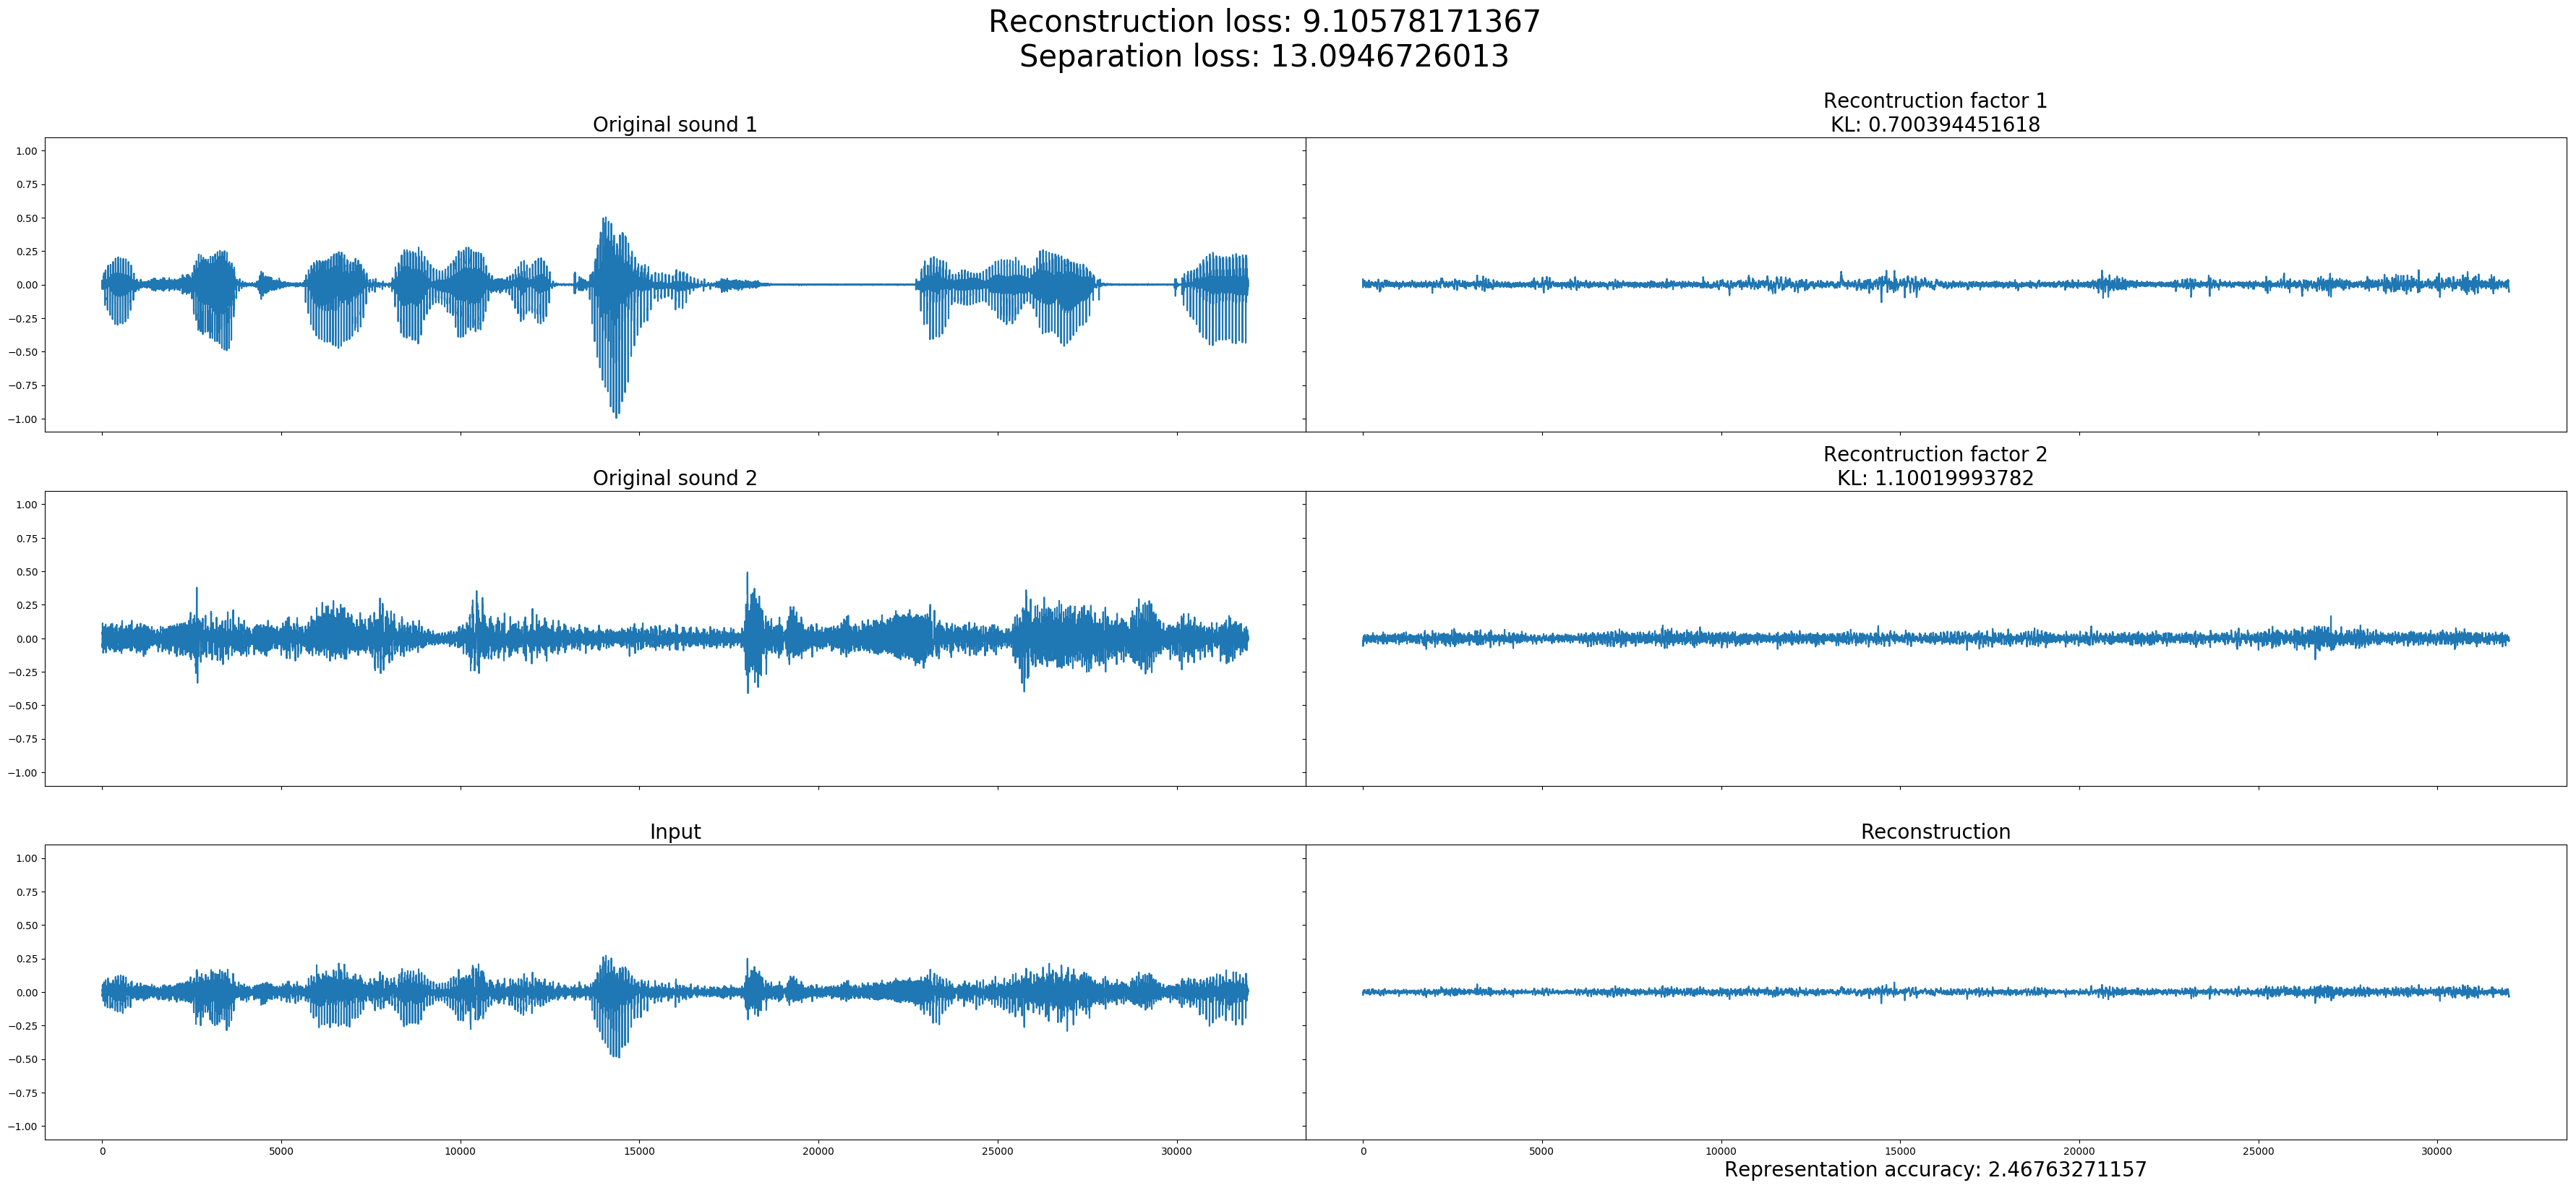 Reconstruction loss: 9.10578171367
Separation loss: 13.0946726013
Original sound 1
Recontruction factor 1
KL: 0.700394451618
1.00
0.75
0.50
0.25
0.00
−0.25
−0.50
−0.75
−1.00
Original sound 2
Recontruction factor 2
KL: 1.10019993782
1.00
0.75
0.50
0.25
0.00
−0.25
−0.50
−0.75
−1.00
Input
Reconstruction
1.00
0.75
0.50
0.25
0.00
−0.25
−0.50
−0.75
−1.00
0 5000 10000 15000 20000 25000 30000
0 5000 10000 15000 20000 25000 30000
Representation accuracy: 2.46763271157